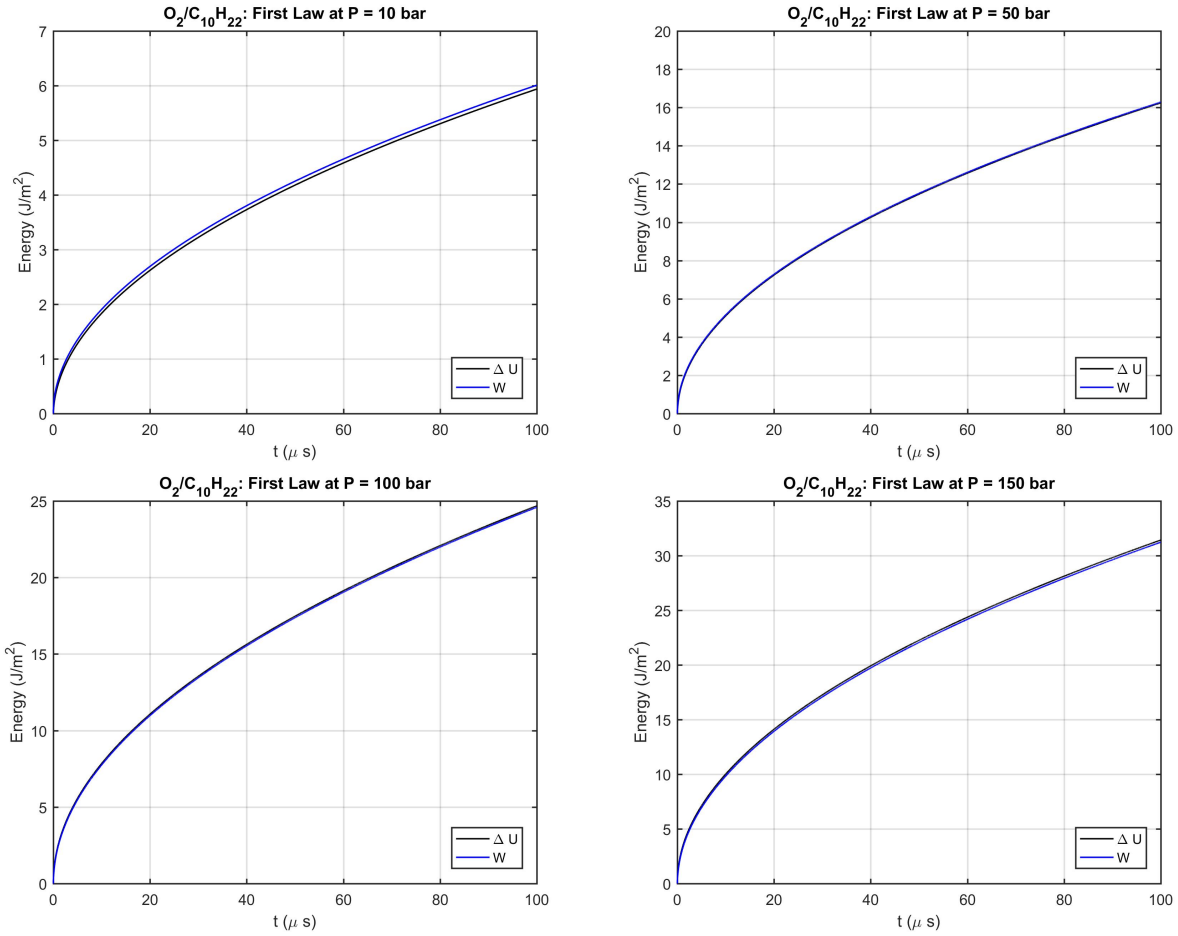 O2/C10H22: First Law at P = 10 bar
7
6
5
4
3
2
1
0
Energy (J/m2)
0 20 40 60 80 100
t (μ s)
Δ U
W
O2/C10H22: First Law at P = 50 bar
20
18
16
14
12
10
8
6
4
2
0
Energy (J/m2)
0 20 40 60 80 100
t (μ s)
Δ U
W
O2/C10H22: First Law at P = 100 bar
25
20
15
10
5
0
Energy (J/m2)
0 20 40 60 80 100
t (μ s)
Δ U
W
O2/C10H22: First Law at P = 150 bar
35
30
25
20
15
10
5
0
Energy (J/m2)
0 20 40 60 80 100
t (μ s)
Δ U
W